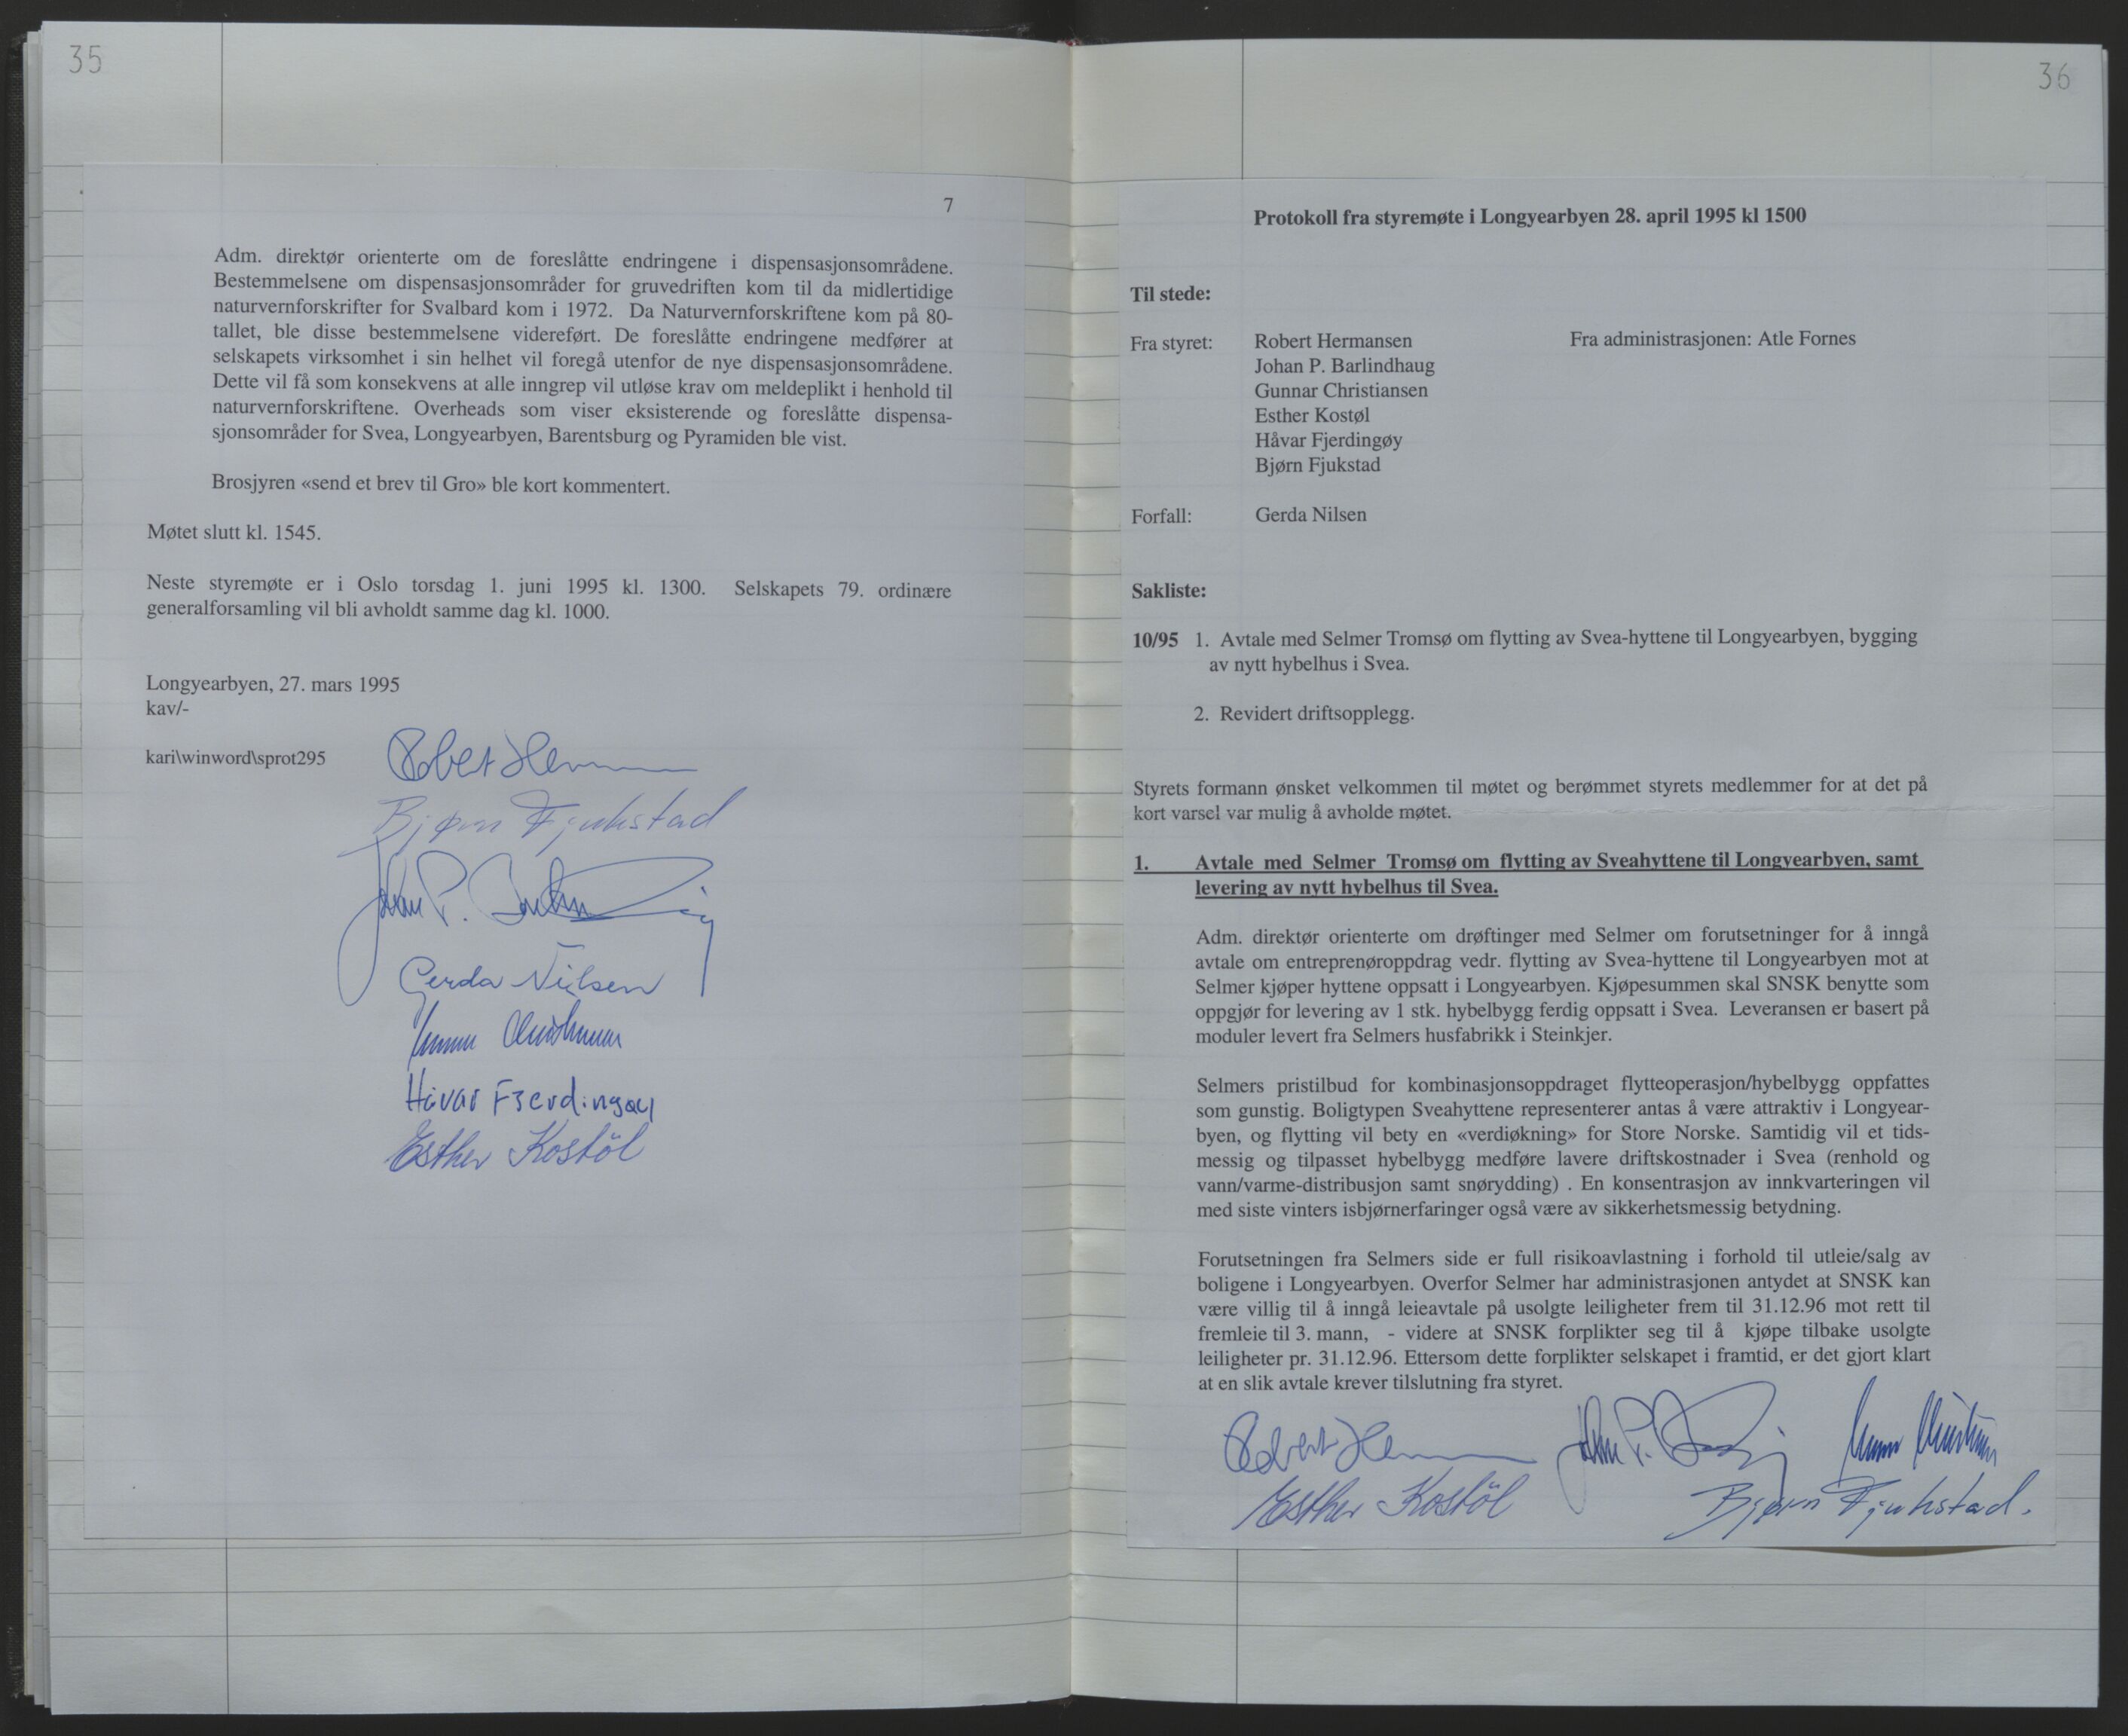 35
7
Adm. direktør orienterte om de foreslåtte endringene i dispensasjonsområdene.
Bestemmelsene om dispensasjonsområder for gruvedriften kom til da midlertidige
naturvernforskrifter for Svalbard kom i 1972. Da Naturvernforskriftene kom på 80-
tallet, ble disse bestemmelsene videreført. De foreslåtte endringene medfører at
selskapets virksomhet i sin helhet vil foregå utenfor de nye dispensasjonsområdene.
Dette vil få som konsekvens at alle inngrep vil utløse krav om meldeplikt i henhold til
naturvernforskriftene. Overheads som viser eksisterende og foreslåtte dispensa-
sjonsområder for Svea, Longyearbyen, Barentsburg og Pyramiden ble vist.
Brosjyren «send et brev til Gro» ble kort kommentert.
Møtet slutt kl. 1545.
Neste styremøte er i Oslo torsdag 1. juni 1995 kl. 1300. Selskapets 79. ordinære
generalforsamling vil bli avholdt samme dag kl. 1000.
Longyearbyen, 27. mars 1995
kav/-
kari\winword\sprot295
Robert Hermansen
Bjørn Fjukstad
Johan P. Barlindhaug
Gerda Nilsen
Gunnar Christiansen
Håvar Fjerdingøy
Esther Kostøl
36
Protokoll fra styremøte i Longyearbyen 28. april 1995 kl 1500
Til stede:
Fra styret: Robert Hermansen Fra administrasjonen: Atle Fornes
Johan P. Barlindhaug
Gunnar Christiansen
Esther Kostøl
Håvar Fjerdingøy
Bjørn Fjukstad
Forfall: Gerda Nilsen
Sakliste:
10/95 1. Avtale med Selmer Tromsø om flytting av Svea-hyttene til Longyearbyen, bygging
av nytt hybelhus i Svea.
2. Revidert driftsopplegg.
Styrets formann ønsket velkommen til møtet og berømmet styrets medlemmer for at det på
kort varsel var mulig å avholde møtet.
1. Avtale med Selmer Tromsø om flytting av Sveahyttene til Longyearbyen, samt
levering av nytt hybelhus til Svea.
Adm. direktør orienterte om drøftinger med Selmer om forutsetninger for å inngå
avtale om entreprenøroppdrag vedr. flytting av Svea-hyttene til Longyearbyen mot at
Selmer kjøper hyttene oppsatt i Longyearbyen. Kjøpesummen skal SNSK benytte som
oppgjør for levering av 1 stk. hybelbygg ferdig oppsatt i Svea. Leveransen er basert på
moduler levert fra Selmers husfabrikk i Steinkjer.
Selmers pristilbud for kombinasjonsoppdraget flytteoperasjon/hybelbygg oppfattes
som gunstig. Boligtypen Sveahyttene representerer antas å være attraktiv i Longyear-
byen, og flytting vil bety en «verdiøkning» for Store Norske. Samtidig vil et tids-
messig og tilpasset hybelbygg medføre lavere driftskostnader i Svea (renhold og
vann/varme-distribusjon samt snørydding) . En konsentrasjon av innkvarteringen vil
med siste vinters isbjørnerfaringer også være av sikkerhetsmessig betydning.
Forutsetningen fra Selmers side er full risikoavlastning i forhold til utleie/salg av
boligene i Longyearbyen. Overfor Selmer har administrasjonen antydet at SNSK kan
være villig til å inngå leieavtale på usolgte leiligheter frem til 31.12.96 mot rett til
fremleie til 3. mann, - videre at SNSK forplikter seg til å kjøpe tilbake usolgte
leiligheter pr. 31.12.96. Ettersom dette forplikter selskapet i framtid, er det gjort klart
at en slik avtale krever tilslutning fra styret.
Robert Hermansen Johan P. Barlindhaug Gunnar Christiansen
Esther Kostøl Bjørn Fjukstad.